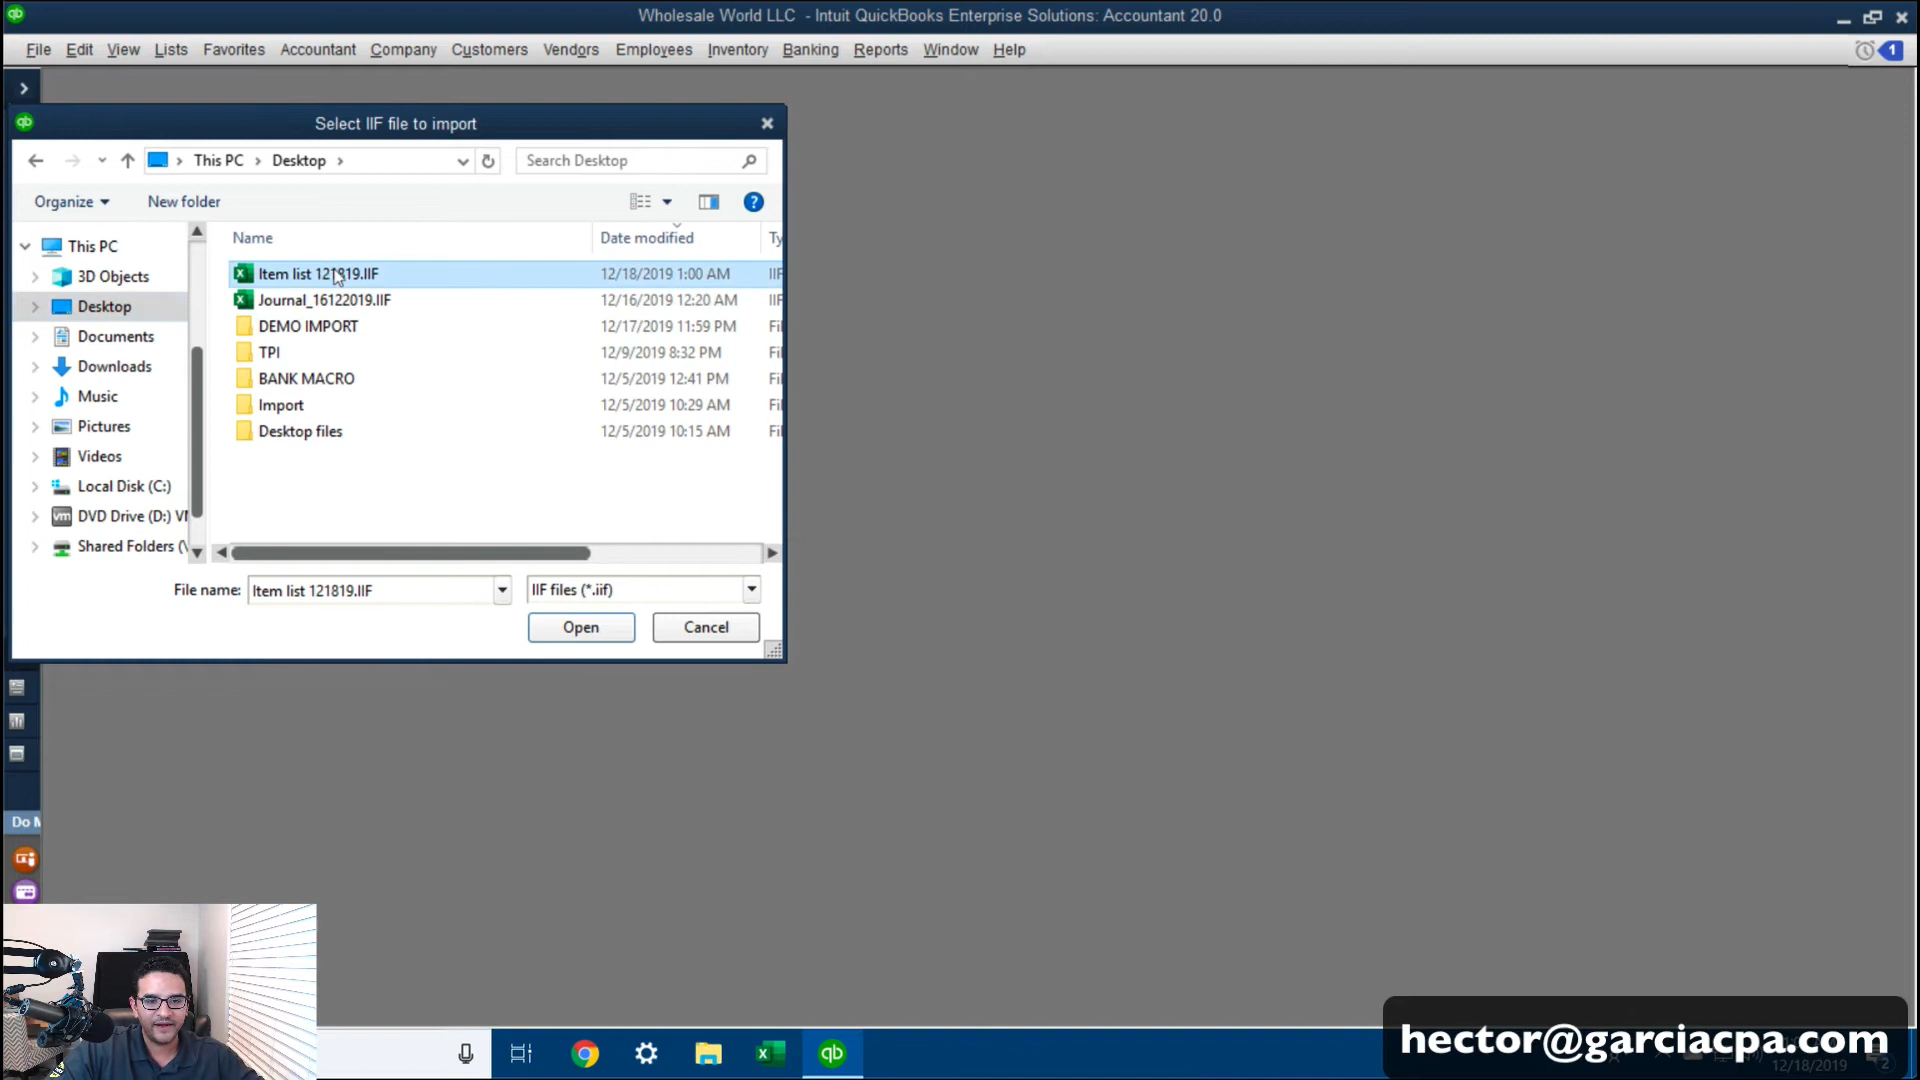 Wholesale World LLC - Intuit QuickBooks Enterprise Solutions: Accountant 20.0
File Edit View Lists Favorites Accountant Company Customers Vendors Employees Inventory Banking Reports Window Help
1
qb
Select IIF file to import
This PC > Desktop >
Search Desktop
Organize
New folder
Name
Date modified
Ty
This PC
3D Objects
Desktop
Documents
Downloads
Music
Pictures
Videos
Local Disk (C:)
DVD Drive (D:) VI
Shared Folders (\
Item list 121819.IIF 12/18/2019 1:00 AM IIF
Journal_16122019.IIF 12/16/2019 12:20 AM IIF
DEMO IMPORT 12/17/2019 11:59 PM Fil
TPI 12/9/2019 8:32 PM Fil
BANK MACRO 12/5/2019 12:41 PM Fil
Import 12/5/2019 10:29 AM Fil
Desktop files 12/5/2019 10:15 AM Fil
File name: Item list 121819.IIF
IIF files (*.iif)
Open
Cancel
Do M
qb
hector@garciacpa.com
12/18/2019
2